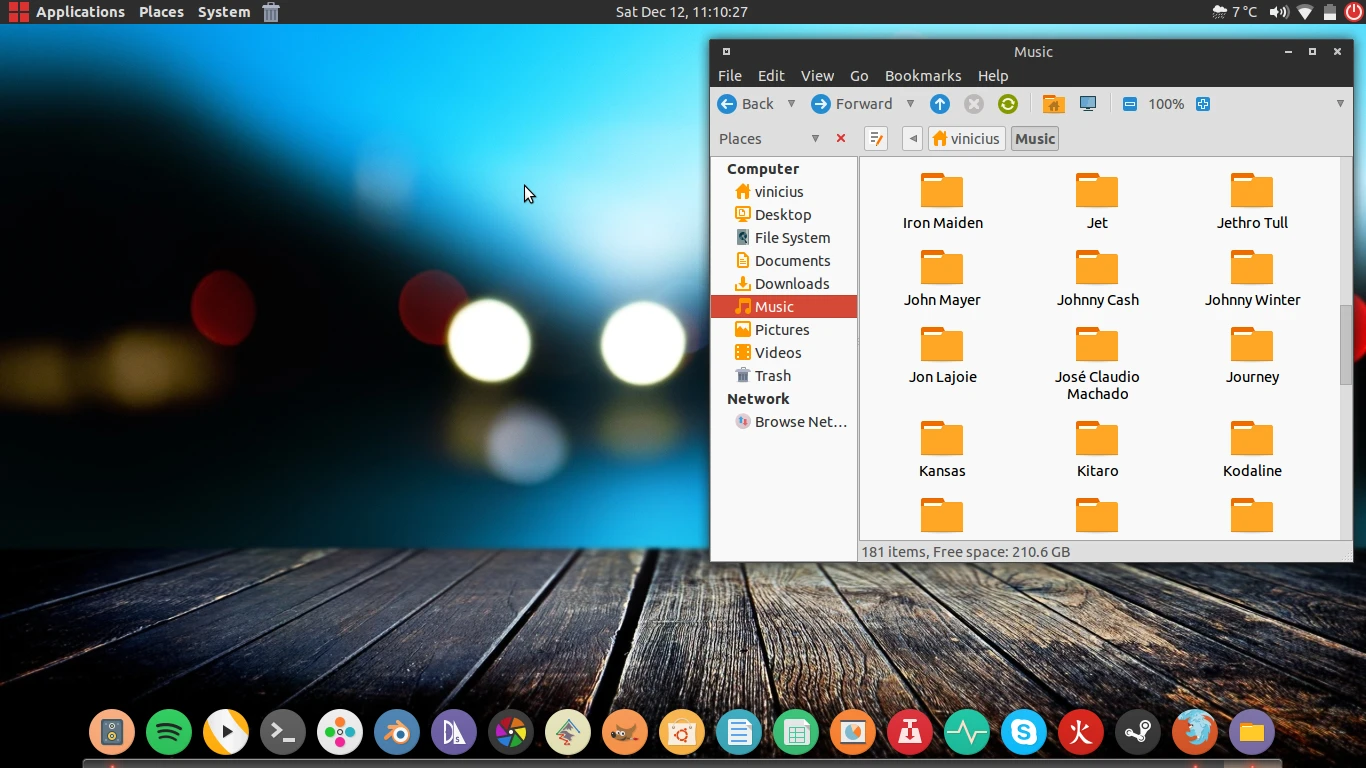 Applications Places System Sat Dec 12, 11:10:27 7 °C
Music
File Edit View Go Bookmarks Help
Back Forward 100%
Places vinicius Music
Computer
vinicius
Desktop
File System
Documents
Downloads
Music
Pictures
Videos
Trash
Network
Browse Net...
Iron Maiden Jet Jethro Tull
John Mayer Johnny Cash Johnny Winter
Jon Lajoie José Claudio Machado Journey
Kansas Kitaro Kodaline
181 items, Free space: 210.6 GB
火